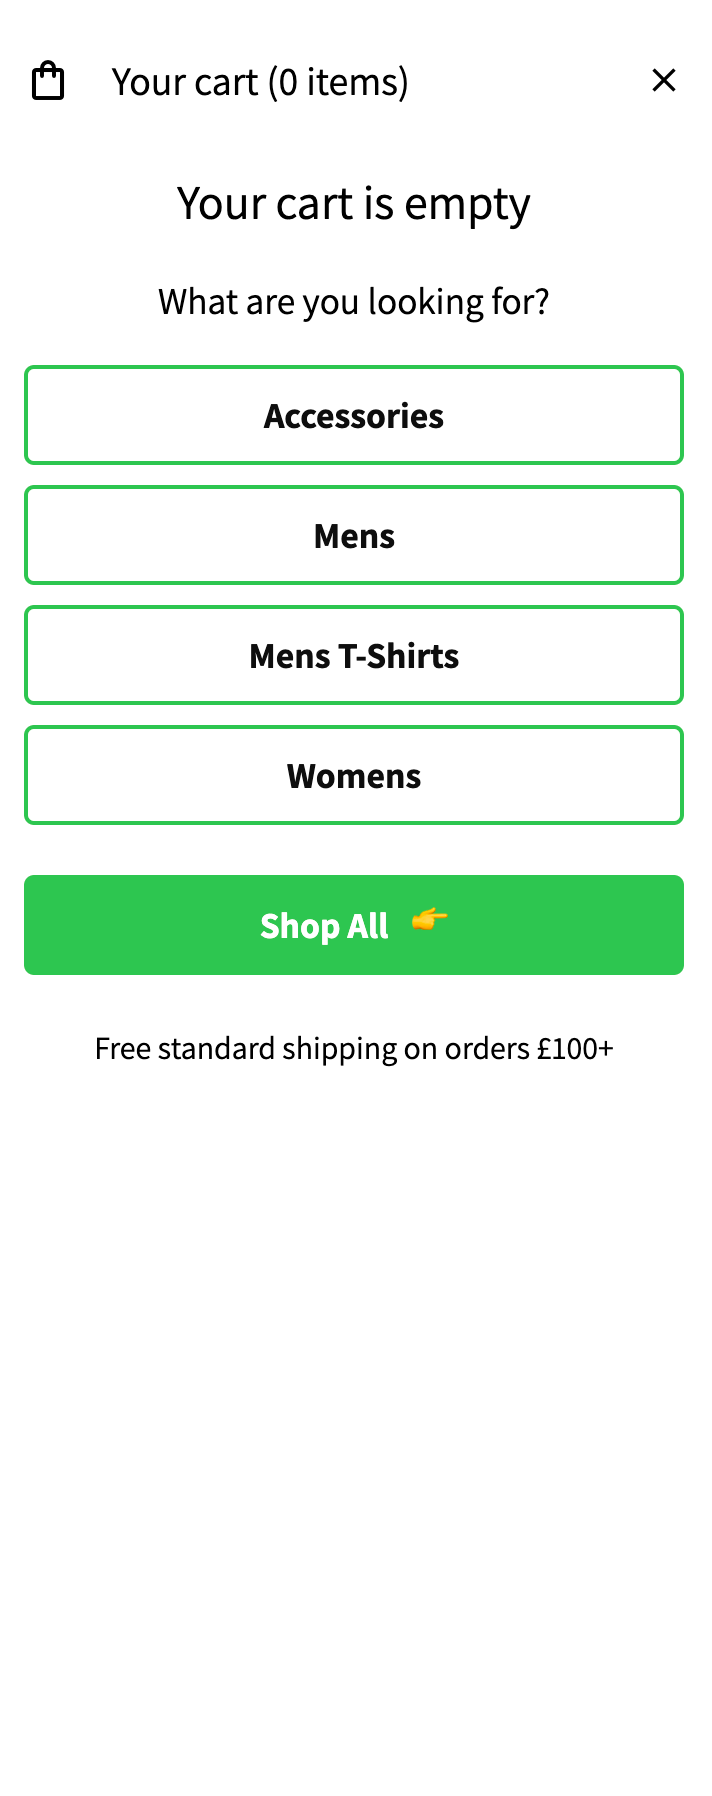 Your cart (0 items)
Your cart is empty
What are you looking for?
Accessories
Mens
Mens T-Shirts
Womens
Shop All 👉
Free standard shipping on orders £100+